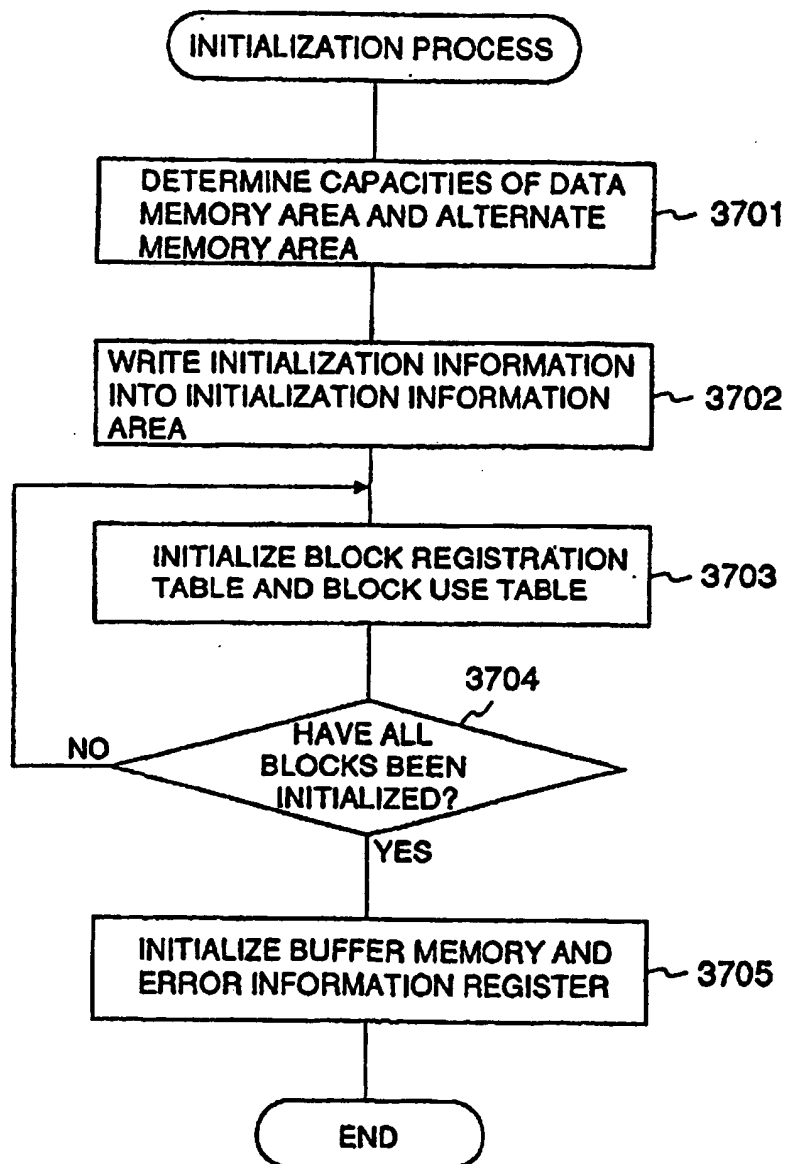 INITIALIZATION PROCESS
DETERMINE CAPACITIES OF DATA
MEMORY AREA AND ALTERNATE
MEMORY AREA
3701
WRITE INITIALIZATION INFORMATION
INTO INITIALIZATION INFORMATION
AREA
3702
INITIALIZE BLOCK REGISTRATION
TABLE AND BLOCK USE TABLE
3703
3704
HAVE ALL
BLOCKS BEEN
INITIALIZED?
NO
YES
INITIALIZE BUFFER MEMORY AND
ERROR INFORMATION REGISTER
3705
END